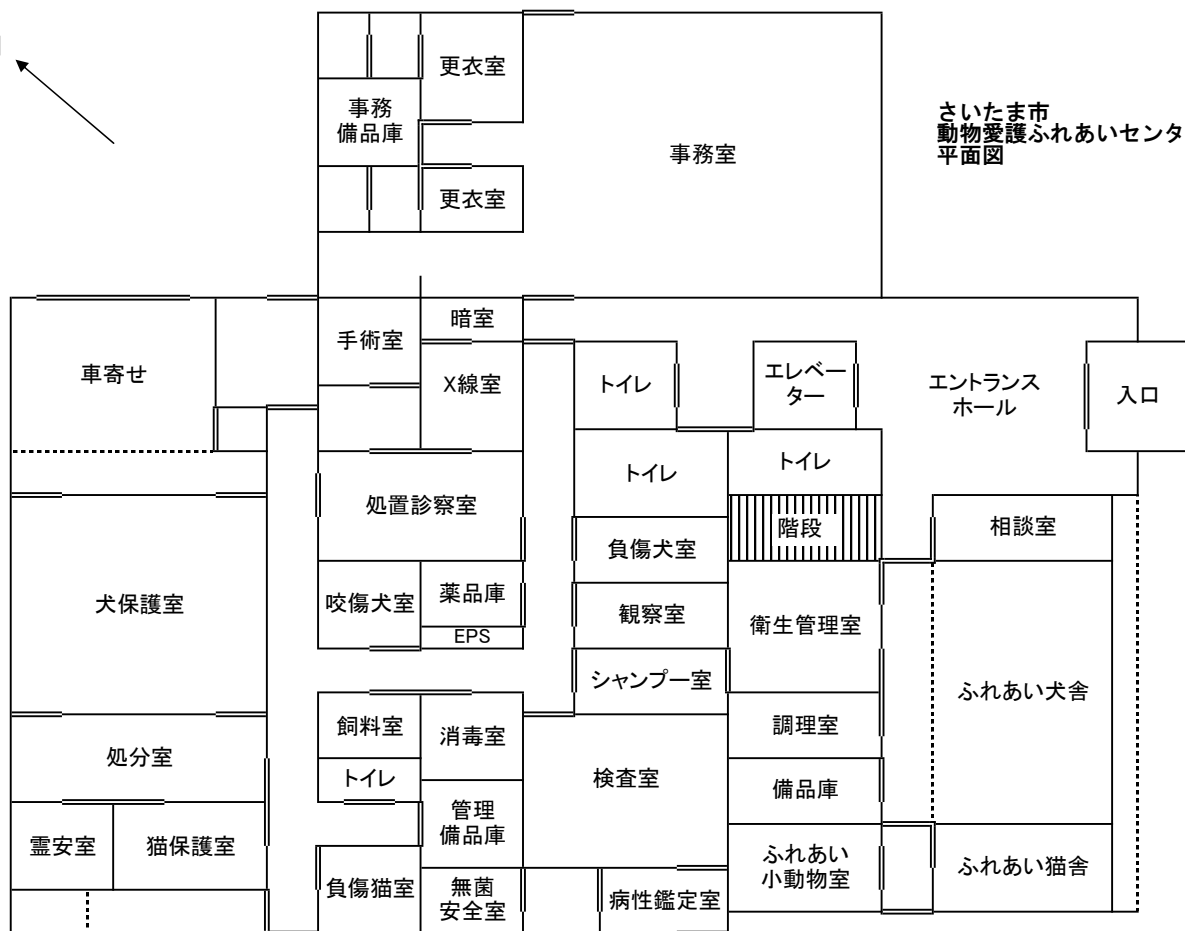 さいたま市
動物愛護ふれあいセンタ
平面図
更衣室
事務
備品庫
事務室
更衣室
車寄せ
手術室
暗室
X線室
トイレ
エレベー
ター
エントランス
ホール
入口
処置診察室
トイレ
トイレ
階段
相談室
犬保護室
咬傷犬室
薬品庫
EPS
負傷犬室
観察室
シャンプー室
衛生管理室
ふれあい犬舎
処分室
飼料室
トイレ
消毒室
検査室
調理室
備品庫
霊安室
猫保護室
管理
備品庫
負傷猫室
無菌
安全室
病性鑑定室
ふれあい
小動物室
ふれあい猫舎